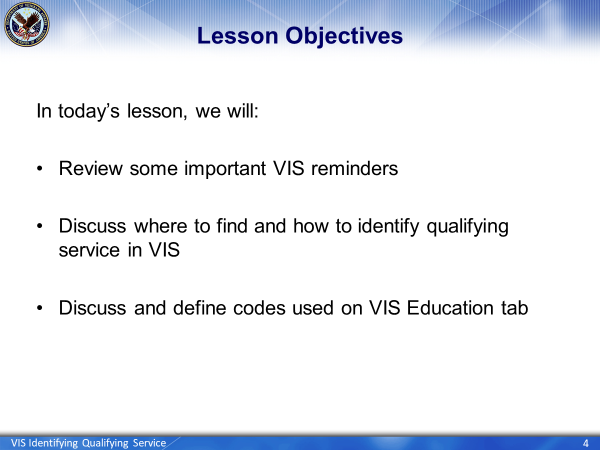 Lesson Objectives
In today’s lesson, we will:
• Review some important VIS reminders
• Discuss where to find and how to identify qualifying
service in VIS
• Discuss and define codes used on VIS Education tab
VIS Identifying Qualifying Service
4